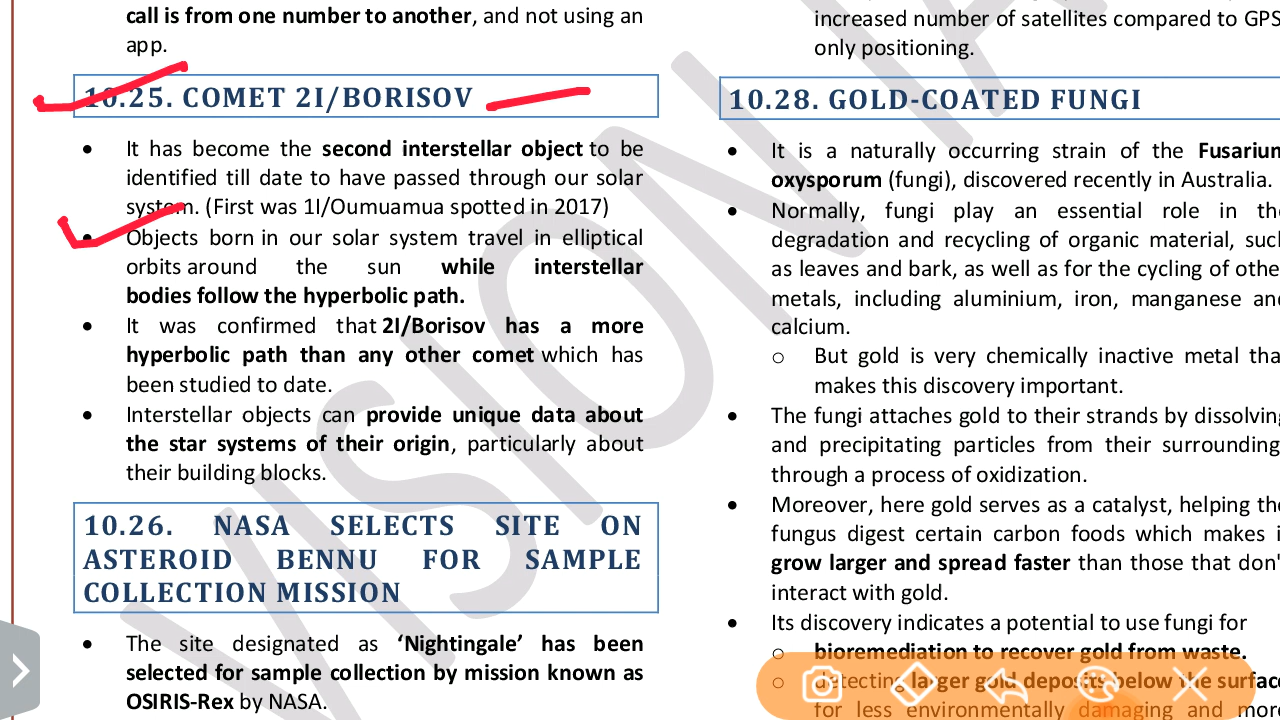 call is from one number to another, and not using an
app.
10.25. COMET 2I/BORISOV
• It has become the second interstellar object to be
identified till date to have passed through our solar
system. (First was 1I/Oumuamua spotted in 2017)
• Objects born in our solar system travel in elliptical
orbits around the sun while interstellar
bodies follow the hyperbolic path.
• It was confirmed that 2I/Borisov has a more
hyperbolic path than any other comet which has
been studied to date.
• Interstellar objects can provide unique data about
the star systems of their origin, particularly about
their building blocks.
10.26. NASA SELECTS SITE ON
ASTEROID BENNU FOR SAMPLE
COLLECTION MISSION
• The site designated as ‘Nightingale’ has been
selected for sample collection by mission known as
OSIRIS-Rex by NASA.
increased number of satellites compared to GPS
only positioning.
10.28. GOLD-COATED FUNGI
• It is a naturally occurring strain of the Fusarium
oxysporum (fungi), discovered recently in Australia.
• Normally, fungi play an essential role in the
degradation and recycling of organic material, such
as leaves and bark, as well as for the cycling of other
metals, including aluminium, iron, manganese and
calcium.
o But gold is very chemically inactive metal tha
makes this discovery important.
• The fungi attaches gold to their strands by dissolving
and precipitating particles from their surrounding
through a process of oxidization.
• Moreover, here gold serves as a catalyst, helping the
fungus digest certain carbon foods which makes i
grow larger and spread faster than those that don'
interact with gold.
• Its discovery indicates a potential to use fungi for
o bioremediation to recover gold from waste.
o detecting larger gold deposits below the surface
for less environmentally damaging and more
VISION IA